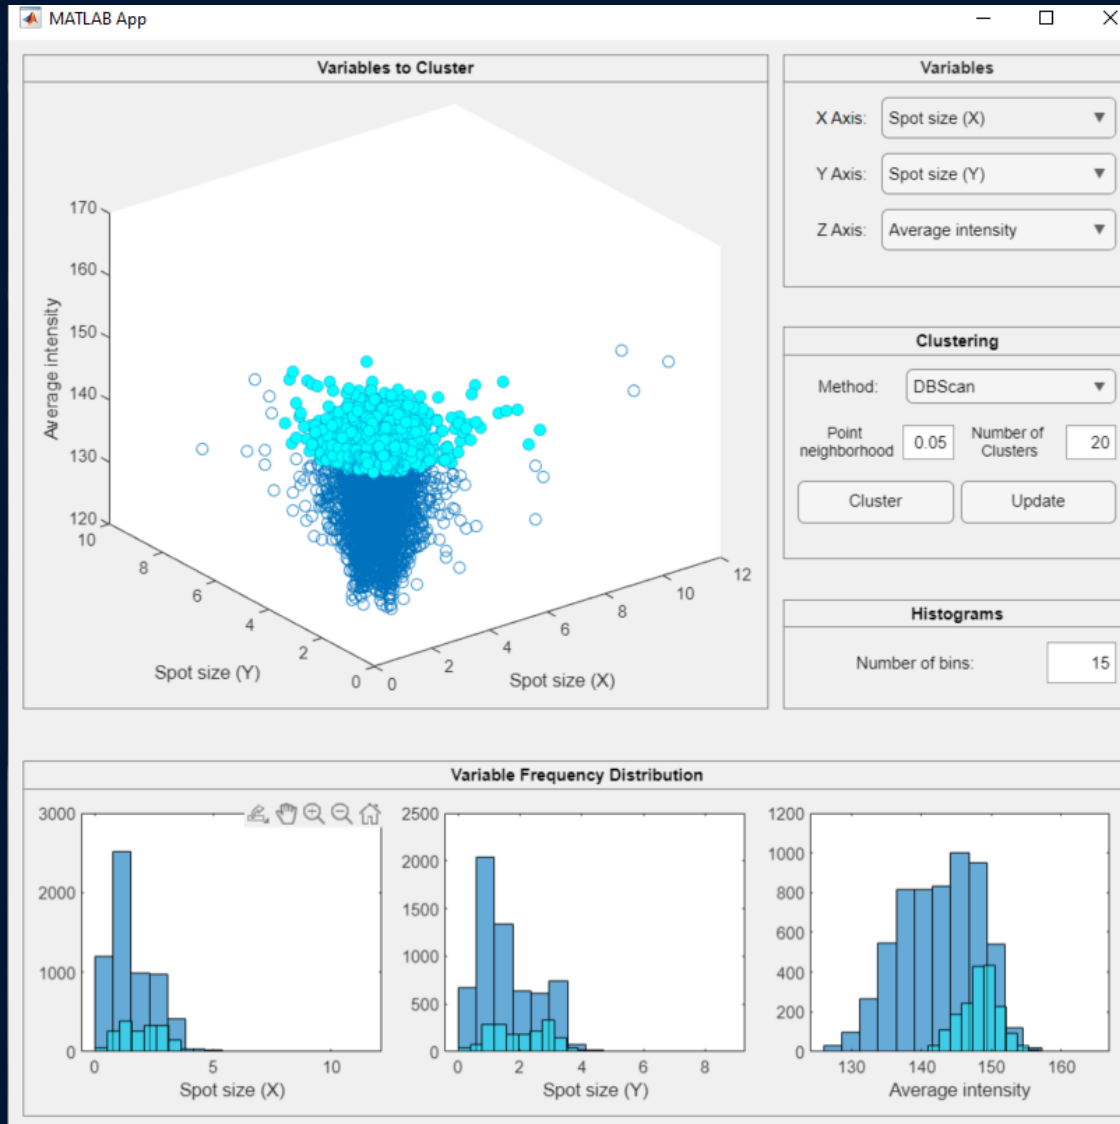 MATLAB App
Variables to Cluster
170
160
150
140
130
120
Average intensity
10
8
6
4
2
0
Spot size (Y)
0
2
4
6
8
10
12
Spot size (X)
Variables
X Axis: Spot size (X)
Y Axis: Spot size (Y)
Z Axis: Average intensity
Clustering
Method: DBScan
Point neighborhood 0.05 Number of Clusters 20
Cluster Update
Histograms
Number of bins: 15
Variable Frequency Distribution
3000
2000
1000
0
0 5 10
Spot size (X)
2500
2000
1500
1000
500
0
0 2 4 6 8
Spot size (Y)
1200
1000
800
600
400
200
0
130 140 150 160
Average intensity